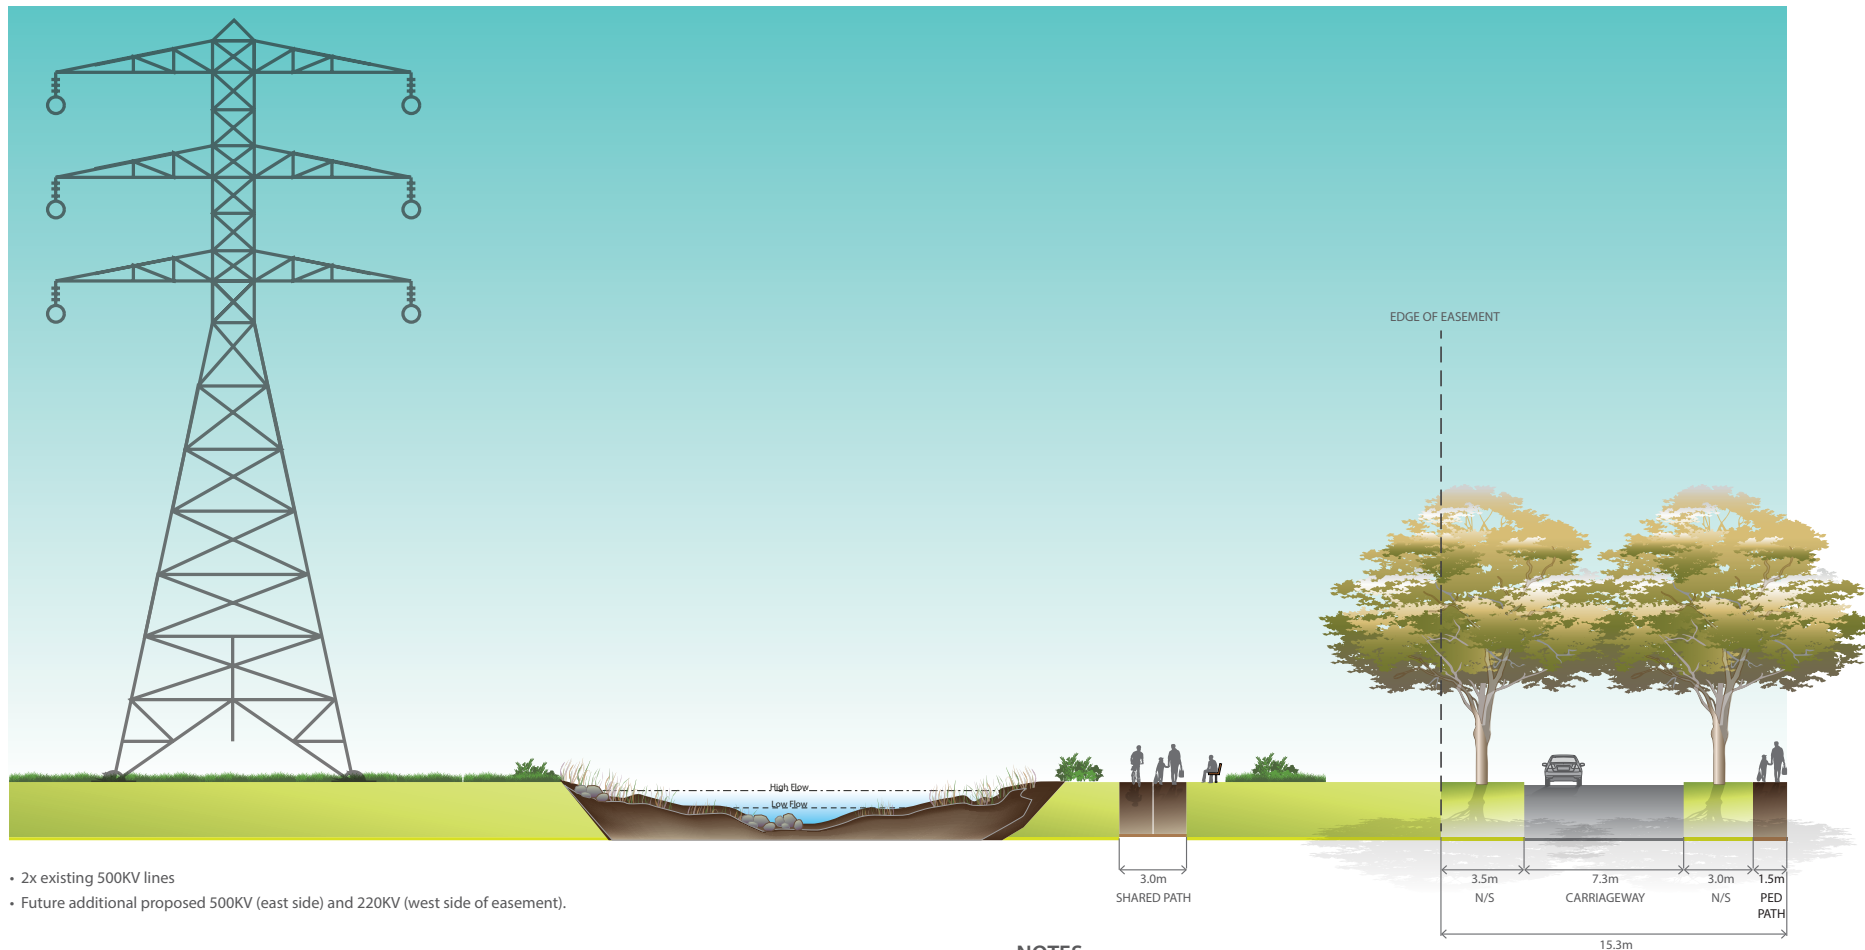 EDGE OF EASEMENT
High Flow
Low Flow
• 2x existing 500KV lines
• Future additional proposed 500KV (east side) and 220KV (west side of easement).
3.0m
SHARED PATH
3.5m
N/S
7.3m
CARRIAGEWAY
3.0m
N/S
1.5m
PED
PATH
15.3m
NOTES